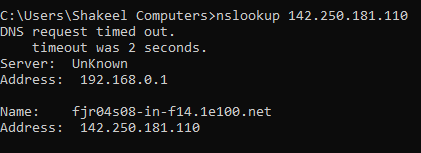 C:\Users\Shakeel Computers>nslookup 142.250.181.110
DNS request timed out.
    timeout was 2 seconds.
Server:  UnKnown
Address:  192.168.0.1

Name:    fjr04s08-in-f14.1e100.net
Address:  142.250.181.110